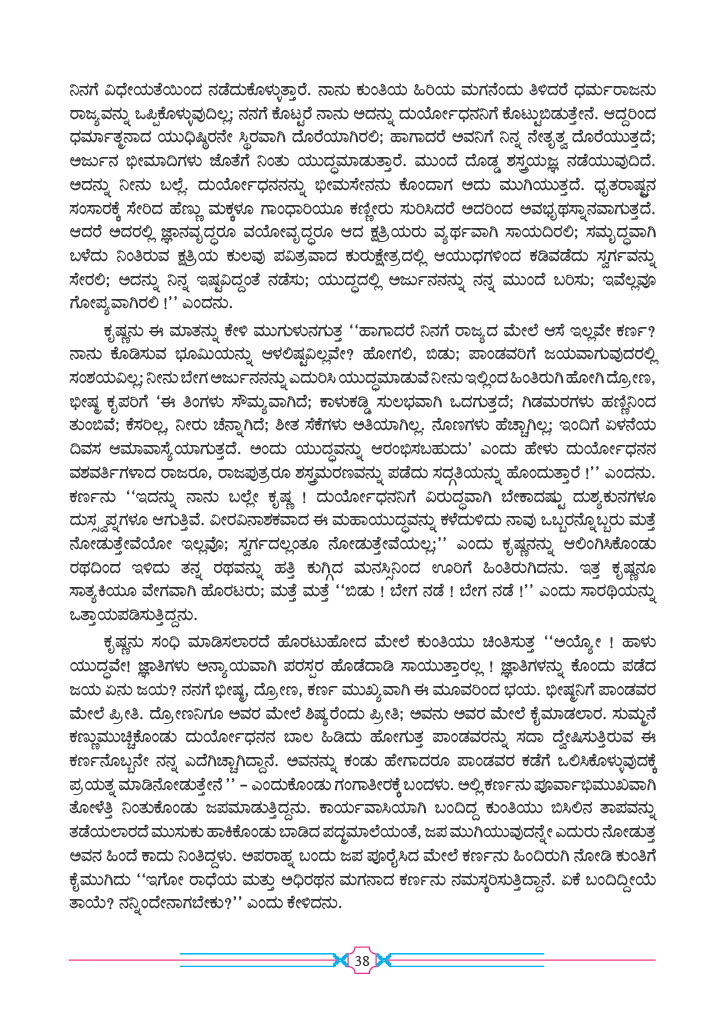 ನಿನಗೆ ವಿಧೇಯತೆಯಿಂದ ನಡೆದುಕೊಳ್ಳುತ್ತಾರೆ. ನಾನು ಕುಂತಿಯ ಹಿರಿಯ ಮಗನೆಂದು ತಿಳಿದರೆ ಧರ್ಮರಾಜನು
ರಾಜ್ಯವನ್ನು ಒಪ್ಪಿಕೊಳ್ಳುವುದಿಲ್ಲ; ನನಗೆ ಕೊಟ್ಟರೆ ನಾನು ಅದನ್ನು ದುರ್ಯೋಧನನಿಗೆ ಕೊಟ್ಟುಬಿಡುತ್ತೇನೆ. ಆದ್ದರಿಂದ
ಧರ್ಮಾತ್ಮನಾದ ಯುಧಿಷ್ಠಿರನೇ ಸ್ಥಿರವಾಗಿ ದೊರೆಯಾಗಿರಲಿ; ಹಾಗಾದರೆ ಅವನಿಗೆ ನಿನ್ನ ನೇತೃತ್ವ ದೊರೆಯುತ್ತದೆ;
ಅರ್ಜುನ ಭೀಮಾದಿಗಳು ಜೊತೆಗೆ ನಿಂತು ಯುದ್ಧಮಾಡುತ್ತಾರೆ. ಮುಂದೆ ದೊಡ್ಡ ಶಸ್ತ್ರಯಜ್ಞ ನಡೆಯುವುದಿದೆ.
ಅದನ್ನು ನೀನು ಬಲ್ಲೆ. ದುರ್ಯೋಧನನನ್ನು ಭೀಮಸೇನನು ಕೊಂದಾಗ ಅದು ಮುಗಿಯುತ್ತದೆ. ಧೃತರಾಷ್ಟ್ರನ
ಸಂಸಾರಕ್ಕೆ ಸೇರಿದ ಹೆಣ್ಣು ಮಕ್ಕಳೂ ಗಾಂಧಾರಿಯೂ ಕಣ್ಣೀರು ಸುರಿಸಿದರೆ ಅದರಿಂದ ಅವಭೃಥಸ್ನಾನವಾಗುತ್ತದೆ.
ಆದರೆ ಅದರಲ್ಲಿ ಜ್ಞಾನವೃದ್ಧರೂ ವಯೋವೃದ್ಧರೂ ಆದ ಕ್ಷತ್ರಿಯರು ವ್ಯರ್ಥವಾಗಿ ಸಾಯದಿರಲಿ; ಸಮೃದ್ಧವಾಗಿ
ಬಳೆದು ನಿಂತಿರುವ ಕ್ಷತ್ರಿಯ ಕುಲವು ಪವಿತ್ರವಾದ ಕುರುಕ್ಷೇತ್ರದಲ್ಲಿ ಆಯುಧಗಳಿಂದ ಕಡಿವಡೆದು ಸ್ವರ್ಗವನ್ನು
ಸೇರಲಿ; ಅದನ್ನು ನಿನ್ನ ಇಷ್ಟವಿದ್ದಂತೆ ನಡೆಸು; ಯುದ್ಧದಲ್ಲಿ ಅರ್ಜುನನನ್ನು ನನ್ನ ಮುಂದೆ ಬರಿಸು; ಇವೆಲ್ಲವೂ
ಗೋಪ್ಯವಾಗಿರಲಿ !’’ ಎಂದನು.
ಕೃಷ್ಣನು ಈ ಮಾತನ್ನು ಕೇಳಿ ಮುಗುಳುನಗುತ್ತ ‘‘ಹಾಗಾದರೆ ನಿನಗೆ ರಾಜ್ಯದ ಮೇಲೆ ಆಸೆ ಇಲ್ಲವೇ ಕರ್ಣ?
ನಾನು ಕೊಡಿಸುವ ಭೂಮಿಯನ್ನು ಆಳಲಿಷ್ಟವಿಲ್ಲವೇ? ಹೋಗಲಿ, ಬಿಡು; ಪಾಂಡವರಿಗೆ ಜಯವಾಗುವುದರಲ್ಲಿ
ಸಂಶಯವಿಲ್ಲ; ನೀನು ಬೇಗ ಅರ್ಜುನನನ್ನು ಎದುರಿಸಿ ಯುದ್ಧಮಾಡುವೆ ನೀನು ಇಲ್ಲಿಂದ ಹಿಂತಿರುಗಿ ಹೋಗಿ ದ್ರೋಣ,
ಭೀಷ್ಮ ಕೃಪರಿಗೆ ‘ಈ ತಿಂಗಳು ಸೌಮ್ಯವಾಗಿದೆ; ಕಾಳುಕಡ್ಡಿ ಸುಲಭವಾಗಿ ಒದಗುತ್ತದೆ; ಗಿಡಮರಗಳು ಹಣ್ಣಿನಿಂದ
ತುಂಬಿವೆ; ಕೆಸರಿಲ್ಲ, ನೀರು ಚೆನ್ನಾಗಿದೆ; ಶೀತ ಸೆಕೆಗಳು ಅತಿಯಾಗಿಲ್ಲ. ನೊಣಗಳು ಹೆಚ್ಚಾಗಿಲ್ಲ; ಇಂದಿಗೆ ಏಳನೆಯ
ದಿವಸ ಆಮಾವಾಸ್ಯೆಯಾಗುತ್ತದೆ. ಅಂದು ಯುದ್ಧವನ್ನು ಆರಂಭಿಸಬಹುದು’ ಎಂದು ಹೇಳು ದುರ್ಯೋಧನನ
ವಶವರ್ತಿಗಳಾದ ರಾಜರೂ, ರಾಜಪುತ್ರರೂ ಶಸ್ತ್ರಮರಣವನ್ನು ಪಡೆದು ಸದ್ಗತಿಯನ್ನು ಹೊಂದುತ್ತಾರೆ !’’ ಎಂದನು.
ಕರ್ಣನು ‘‘ಇದನ್ನು ನಾನು ಬಲ್ಲೇ ಕೃಷ್ಣ ! ದುರ್ಯೋಧನನಿಗೆ ವಿರುದ್ಧವಾಗಿ ಬೇಕಾದಷ್ಟು ದುಶ್ಯಕುನಗಳೂ
ದುಸ್ಸ್ವಪ್ನಗಳೂ ಆಗುತ್ತಿವೆ. ವೀರವಿನಾಶಕವಾದ ಈ ಮಹಾಯುದ್ಧವನ್ನು ಕಳೆದುಳಿದು ನಾವು ಒಬ್ಬರನ್ನೊಬ್ಬರು ಮತ್ತೆ
ನೋಡುತ್ತೇವೆಯೋ ಇಲ್ಲವೊ; ಸ್ವರ್ಗದಲ್ಲಂತೂ ನೋಡುತ್ತೇವೆಯಲ್ಲ;’’ ಎಂದು ಕೃಷ್ಣನನ್ನು ಆಲಿಂಗಿಸಿಕೊಂಡು
ರಥದಿಂದ ಇಳಿದು ತನ್ನ ರಥವನ್ನು ಹತ್ತಿ ಕುಗ್ಗಿದ ಮನಸ್ಸಿನಿಂದ ಊರಿಗೆ ಹಿಂತಿರುಗಿದನು. ಇತ್ತ ಕೃಷ್ಣನೂ
ಸಾತ್ಯಕಿಯೂ ವೇಗವಾಗಿ ಹೊರಟರು; ಮತ್ತೆ ಮತ್ತೆ ‘‘ಬಿಡು ! ಬೇಗ ನಡೆ ! ಬೇಗ ನಡೆ !’’ ಎಂದು ಸಾರಥಿಯನ್ನು
ಒತ್ತಾಯಪಡಿಸುತ್ತಿದ್ದನು.
ಕೃಷ್ಣನು ಸಂಧಿ ಮಾಡಿಸಲಾರದೆ ಹೊರಟುಹೋದ ಮೇಲೆ ಕುಂತಿಯು ಚಿಂತಿಸುತ್ತ ‘‘ಅಯ್ಯೋ ! ಹಾಳು
ಯುದ್ಧವೇ! ಜ್ಞಾತಿಗಳು ಅನ್ಯಾಯವಾಗಿ ಪರಸ್ಪರ ಹೊಡೆದಾಡಿ ಸಾಯುತ್ತಾರಲ್ಲ ! ಜ್ಞಾತಿಗಳನ್ನು ಕೊಂದು ಪಡೆದ
ಜಯ ಏನು ಜಯ? ನನಗೆ ಭೀಷ್ಮ, ದ್ರೋಣ, ಕರ್ಣ ಮುಖ್ಯವಾಗಿ ಈ ಮೂವರಿಂದ ಭಯ. ಭೀಷ್ಮನಿಗೆ ಪಾಂಡವರ
ಮೇಲೆ ಪ್ರೀತಿ. ದ್ರೋಣನಿಗೂ ಅವರ ಮೇಲೆ ಶಿಷ್ಯರೆಂದು ಪ್ರೀತಿ; ಅವನು ಅವರ ಮೇಲೆ ಕೈಮಾಡಲಾರ. ಸುಮ್ಮನೆ
ಕಣ್ಣುಮುಚ್ಚಿಕೊಂಡು ದುರ್ಯೋಧನನ ಬಾಲ ಹಿಡಿದು ಹೋಗುತ್ತ ಪಾಂಡವರನ್ನು ಸದಾ ದ್ವೇಷಿಸುತ್ತಿರುವ ಈ
ಕರ್ಣನೊಬ್ಬನೇ ನನ್ನ ಎದೆಗಿಚ್ಚಾಗಿದ್ದಾನೆ. ಅವನನ್ನು ಕಂಡು ಹೇಗಾದರೂ ಪಾಂಡವರ ಕಡೆಗೆ ಒಲಿಸಿಕೊಳ್ಳುವುದಕ್ಕೆ
ಪ್ರಯತ್ನ ಮಾಡಿನೋಡುತ್ತೇನೆ ’’ – ಎಂದುಕೊಂಡು ಗಂಗಾತೀರಕ್ಕೆ ಬಂದಳು. ಅಲ್ಲಿ ಕರ್ಣನು ಪೂರ್ವಾಭಿಮುಖವಾಗಿ
ತೋಳೆತ್ತಿ ನಿಂತುಕೊಂಡು ಜಪಮಾಡುತ್ತಿದ್ದನು. ಕಾರ್ಯವಾಸಿಯಾಗಿ ಬಂದಿದ್ದ ಕುಂತಿಯು ಬಿಸಿಲಿನ ತಾಪವನ್ನು
ತಡೆಯಲಾರದೆ ಮುಸುಕು ಹಾಕಿಕೊಂಡು ಬಾಡಿದ ಪದ್ಮಮಾಲೆಯಂತೆ, ಜಪ ಮುಗಿಯುವುದನ್ನೇ ಎದುರು ನೋಡುತ್ತ
ಅವನ ಹಿಂದೆ ಕಾದು ನಿಂತಿದ್ದಳು. ಅಪರಾಹ್ನ ಬಂದು ಜಪ ಪೂರೈಸಿದ ಮೇಲೆ ಕರ್ಣನು ಹಿಂದಿರುಗಿ ನೋಡಿ ಕುಂತಿಗೆ
ಕೈಮುಗಿದು ‘‘ಇಗೋ ರಾಧೆಯ ಮತ್ತು ಅಧಿರಥನ ಮಗನಾದ ಕರ್ಣನು ನಮಸ್ಕರಿಸುತ್ತಿದ್ದಾನೆ. ಏಕೆ ಬಂದಿದ್ದೀಯೆ
ತಾಯೆ? ನನ್ನಿಂದೇನಾಗಬೇಕು?’’ ಎಂದು ಕೇಳಿದನು.
38